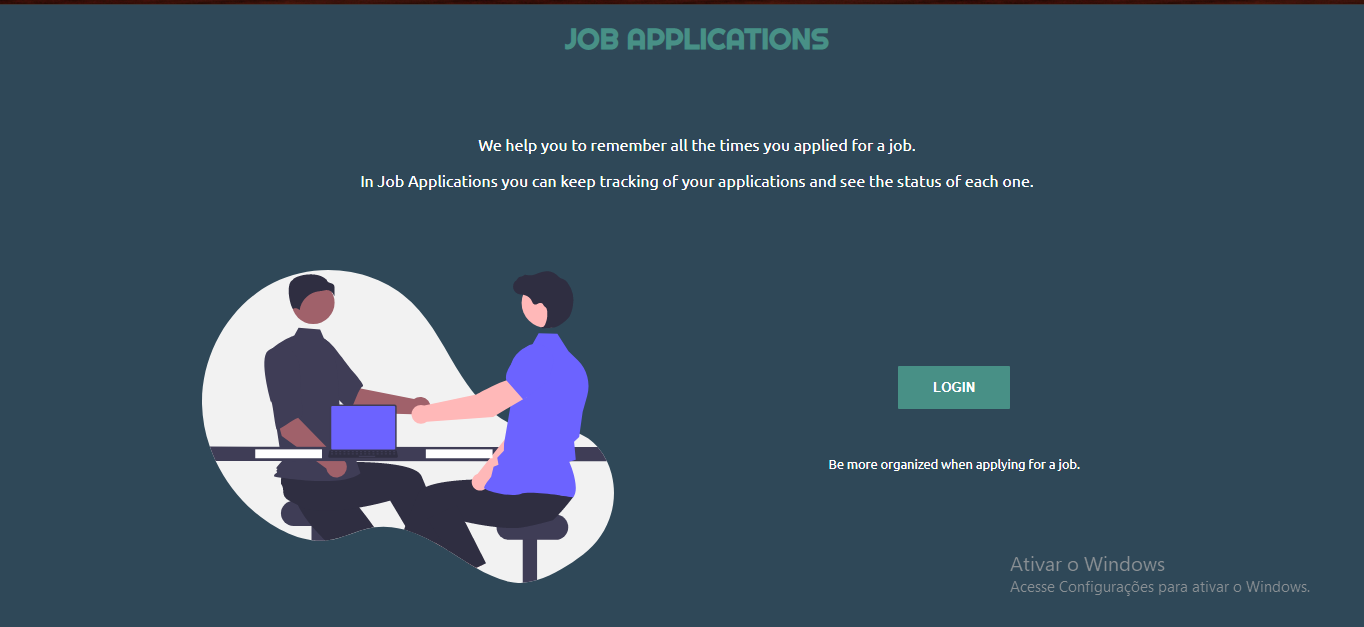 JOB APPLICATIONS
We help you to remember all the times you applied for a job.
In Job Applications you can keep tracking of your applications and see the status of each one.
LOGIN
Be more organized when applying for a job.
Ativar o Windows
Acesse Configurações para ativar o Windows.